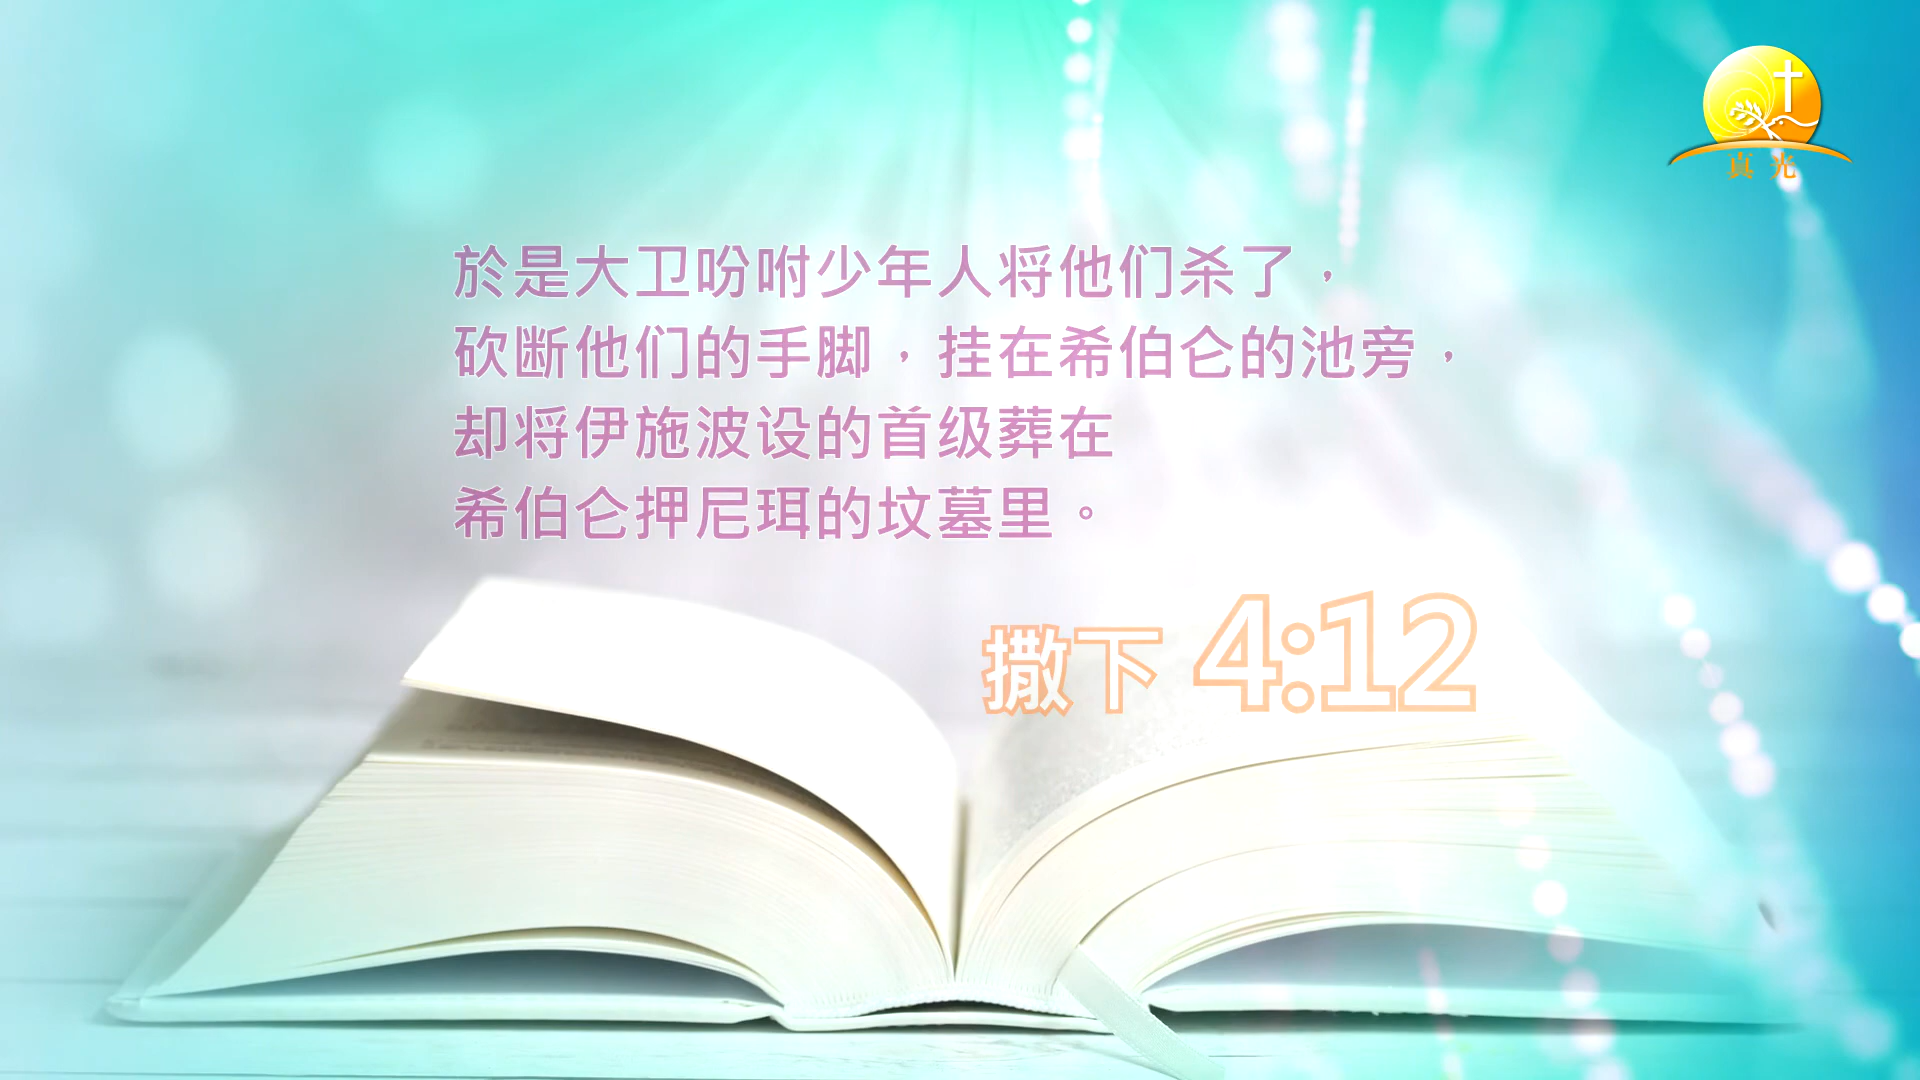 真光
於是大卫吩咐少年人将他们杀了，
砍断他们的手脚，挂在希伯仑的池旁，
却将伊施波设的首级葬在
希伯仑押尼珥的坟墓里。
撒下 4:12